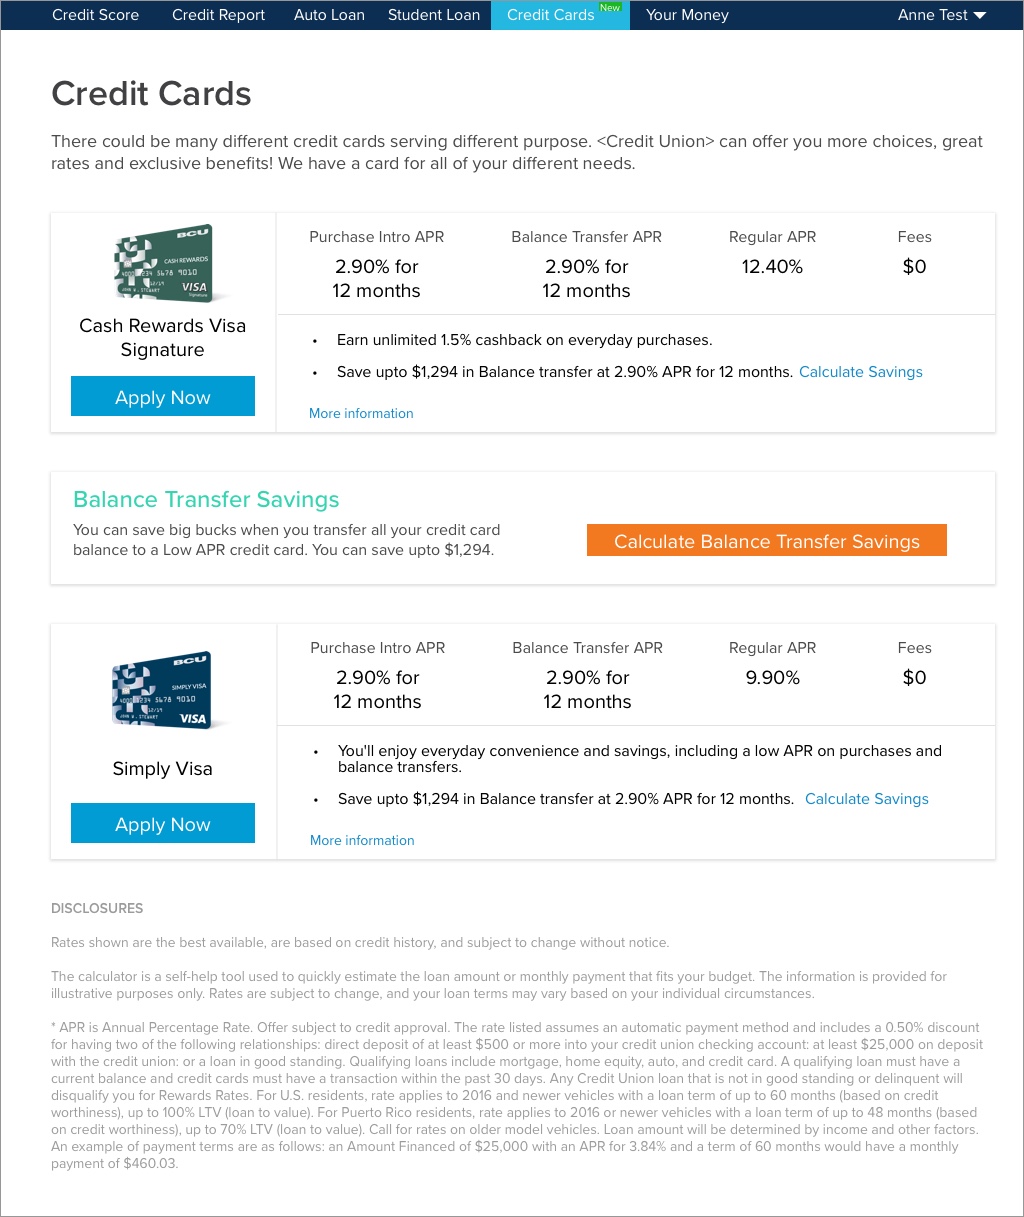 Credit Score Credit Report Auto Loan Student Loan Credit Cards New Your Money Anne Test
Credit Cards
There could be many different credit cards serving different purpose. <Credit Union> can offer you more choices, great
rates and exclusive benefits! We have a card for all of your different needs.
BCU
CASH REWARDS
VISA
Signature
Cash Rewards Visa
Signature
Apply Now
Purchase Intro APR Balance Transfer APR Regular APR Fees
2.90% for 2.90% for 12.40% $0
12 months 12 months
• Earn unlimited 1.5% cashback on everyday purchases.
• Save upto $1,294 in Balance transfer at 2.90% APR for 12 months. Calculate Savings
More information
Balance Transfer Savings
You can save big bucks when you transfer all your credit card
balance to a Low APR credit card. You can save upto $1,294.
Calculate Balance Transfer Savings
BCU
SIMPLY VISA
VISA
Simply Visa
Apply Now
Purchase Intro APR Balance Transfer APR Regular APR Fees
2.90% for 2.90% for 9.90% $0
12 months 12 months
• You'll enjoy everyday convenience and savings, including a low APR on purchases and
balance transfers.
• Save upto $1,294 in Balance transfer at 2.90% APR for 12 months. Calculate Savings
More information
DISCLOSURES
Rates shown are the best available, are based on credit history, and subject to change without notice.
The calculator is a self-help tool used to quickly estimate the loan amount or monthly payment that fits your budget. The information is provided for
illustrative purposes only. Rates are subject to change, and your loan terms may vary based on your individual circumstances.
* APR is Annual Percentage Rate. Offer subject to credit approval. The rate listed assumes an automatic payment method and includes a 0.50% discount
for having two of the following relationships: direct deposit of at least $500 or more into your credit union checking account: at least $25,000 on deposit
with the credit union: or a loan in good standing. Qualifying loans include mortgage, home equity, auto, and credit card. A qualifying loan must have a
current balance and credit cards must have a transaction within the past 30 days. Any Credit Union loan that is not in good standing or delinquent will
disqualify you for Rewards Rates. For U.S. residents, rate applies to 2016 and newer vehicles with a loan term of up to 60 months (based on credit
worthiness), up to 100% LTV (loan to value). For Puerto Rico residents, rate applies to 2016 or newer vehicles with a loan term of up to 48 months (based
on credit worthiness), up to 70% LTV (loan to value). Call for rates on older model vehicles. Loan amount will be determined by income and other factors.
An example of payment terms are as follows: an Amount Financed of $25,000 with an APR for 3.84% and a term of 60 months would have a monthly
payment of $460.03.